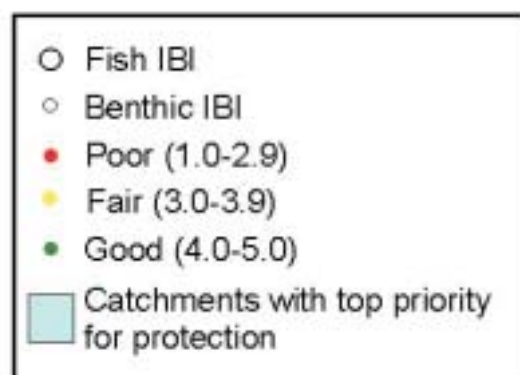 Fish IBI
Benthic IBI
Poor (1.0-2.9)
Fair (3.0-3.9)
Good (4.0-5.0)
Catchments with top priority
for protection